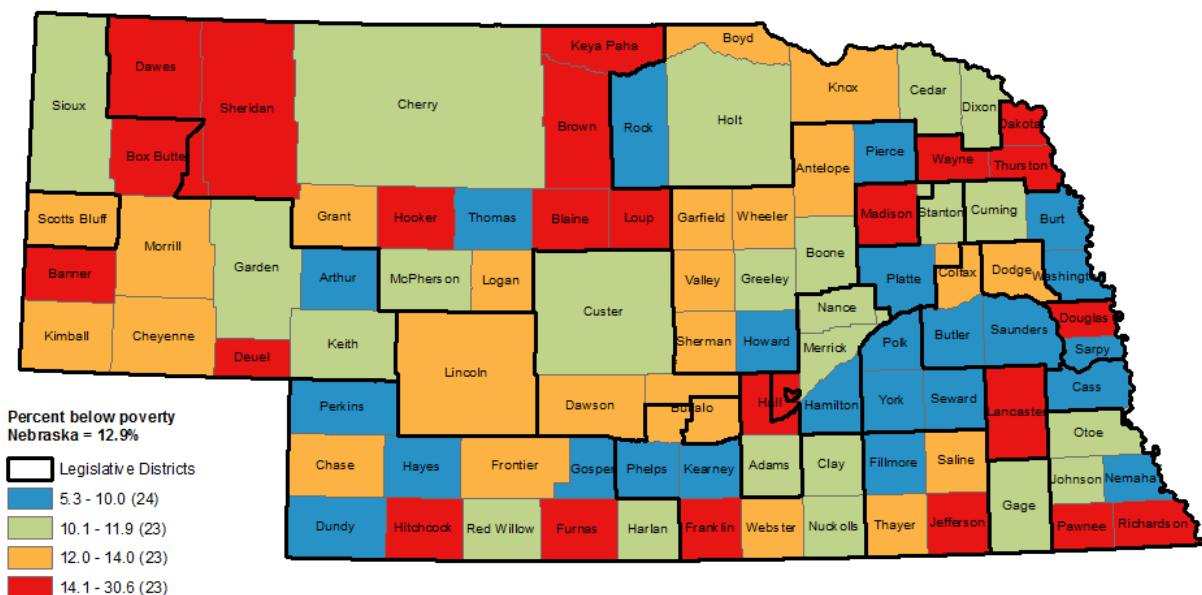 Keya Paha
Boyd
Dawes
Knox
Cedar
Sioux
Sheridan
Cherry
Dixon
Brown
Rock
Holt
Dakota
Box Butte
Pierce
Wayne
Thurston
Antelope
Scotts Bluff
Grant
Hooker
Thomas
Blaine
Loup
Garfield
Wheeler
Madison
Stanton
Cuming
Burt
Morrill
Garden
Boone
Banner
Arthur
McPherson
Logan
Valley
Greeley
Platte
Colfax
Dodge
Washington
Custer
Nance
Kimball
Cheyenne
Keith
Sherman
Howard
Merrick
Polk
Butler
Saunders
Douglas
Deuel
Lincoln
Sarpy
Perkins
Dawson
Buffalo
Hall
Hamilton
York
Seward
Lancaster
Cass
Otoe
Chase
Hayes
Frontier
Gosper
Phelps
Kearney
Adams
Clay
Fillmore
Saline
Johnson
Nemaha
Gage
Dundy
Hitchcock
Red Willow
Furnas
Harlan
Franklin
Webster
Nuckolls
Thayer
Jefferson
Pawnee
Richardson
Percent below poverty
Nebraska = 12.9%
Legislative Districts
5.3 - 10.0 (24)
10.1 - 11.9 (23)
12.0 - 14.0 (23)
14.1 - 30.6 (23)